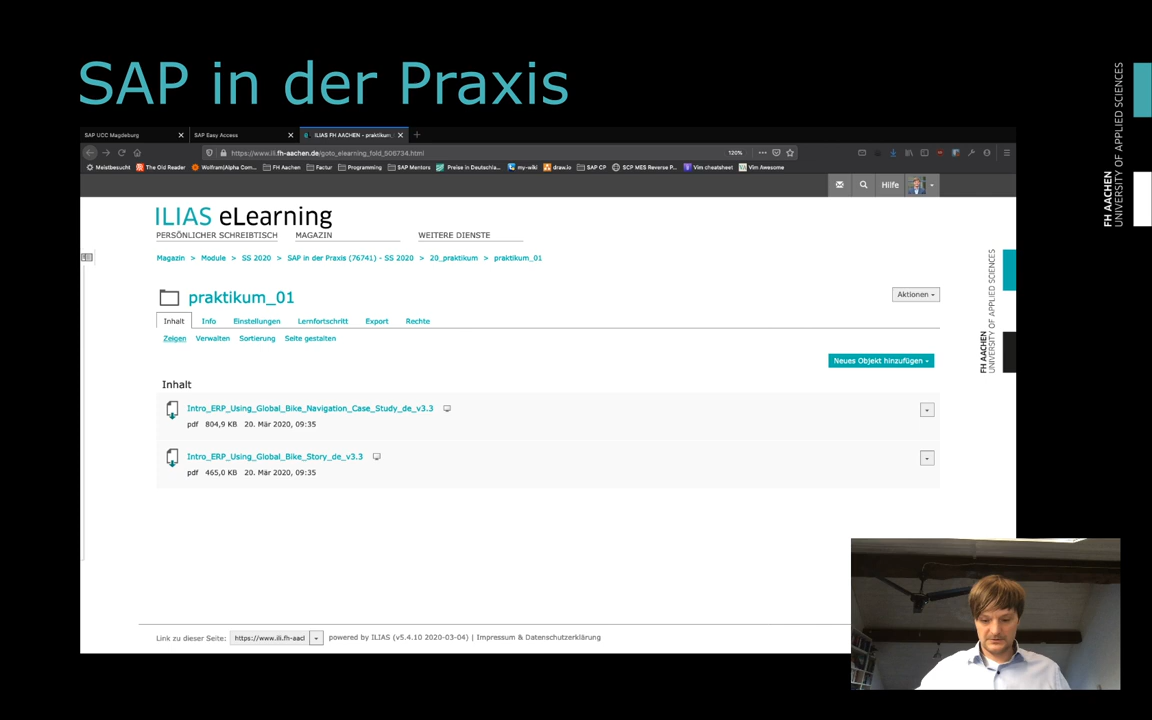 SAP in der Praxis
FH AACHEN
UNIVERSITY OF APPLIED SCIENCES
SAP UCC Magdeburg
SAP Easy Access
ILIAS FH AACHEN - praktikum_
https://www.ili.fh-aachen.de/goto_elearning_fold_506734.html
120%
Meistbesucht
The Old Reader
Wolfram|Alpha Com...
FH Aachen
Factur
Programming
SAP Mentors
Preise in Deutschla...
my-wiki
draw.io
SAP CP
SCP MES Reverse P...
Vim cheatsheet
Vim Awesome
Hilfe
ILIAS eLearning
PERSÖNLICHER SCHREIBTISCH
MAGAZIN
WEITERE DIENSTE
Magazin > Module > SS 2020 > SAP in der Praxis (76741) - SS 2020 > 20_praktikum > praktikum_01
FH AACHEN
UNIVERSITY OF APPLIED SCIENCES
praktikum_01
Aktionen
Inhalt Info Einstellungen Lernfortschritt Export Rechte
Zeigen Verwalten Sortierung Seite gestalten
Neues Objekt hinzufügen
Inhalt
Intro_ERP_Using_Global_Bike_Navigation_Case_Study_de_v3.3
pdf 804,9 KB 20. Mär 2020, 09:35
Intro_ERP_Using_Global_Bike_Story_de_v3.3
pdf 465,0 KB 20. Mär 2020, 09:35
Link zu dieser Seite: https://www.ili.fh-aacl powered by ILIAS (v5.4.10 2020-03-04) | Impressum & Datenschutzerklärung